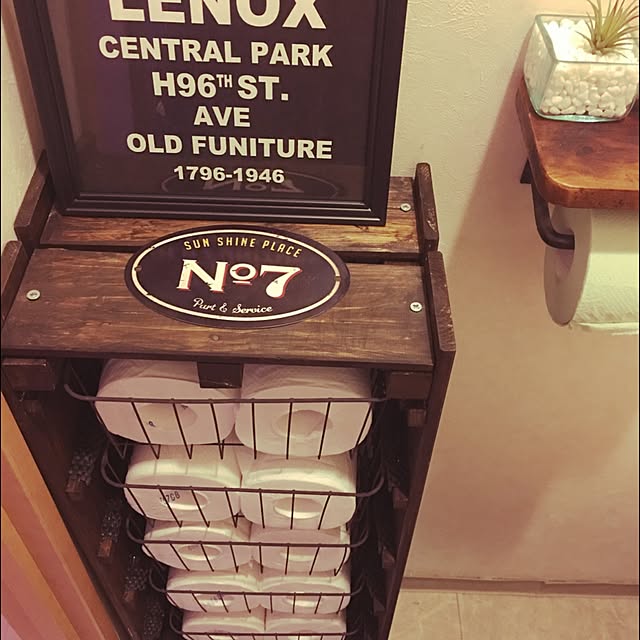 LENOX
CENTRAL PARK
H96TH ST.
AVE
OLD FUNITURE
1796-1946
SUN SHINE PLACE
No7
Part & Service